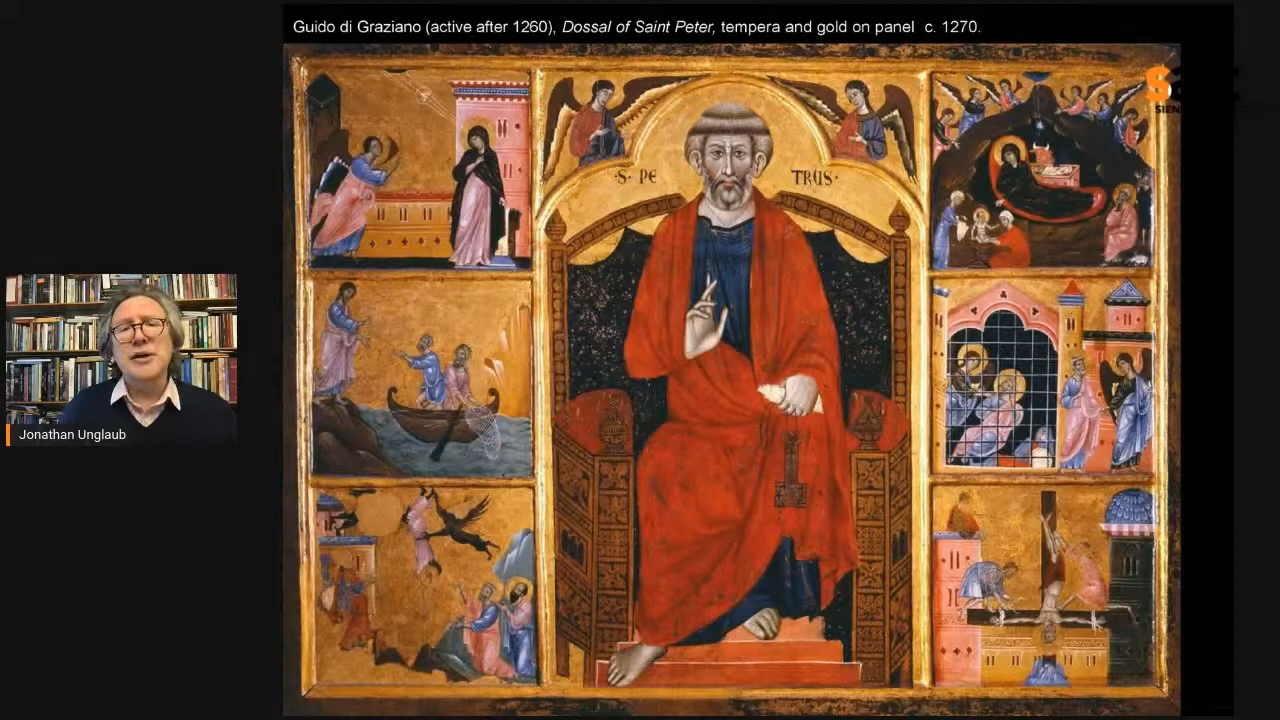 Guido di Graziano (active after 1260), Dossal of Saint Peter, tempera and gold on panel c. 1270.
·S· PE TRUS·
Jonathan Unglaub